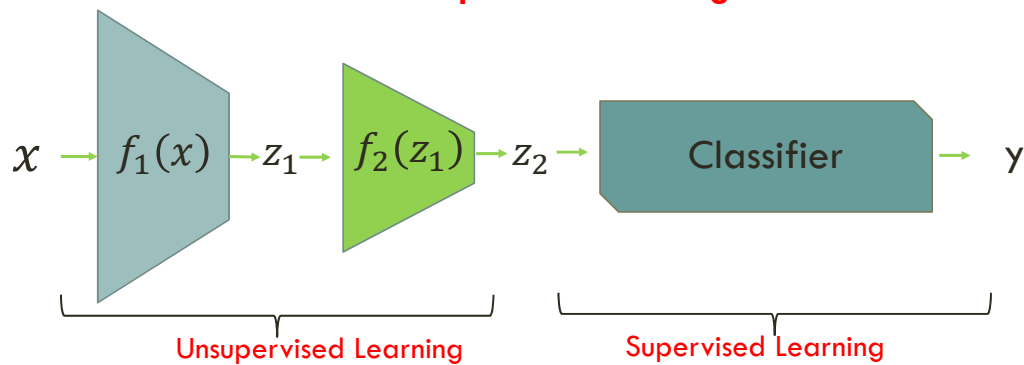 x f₁(x) z₁ f₂(z₁) z₂ Classifier y
Unsupervised Learning
Supervised Learning